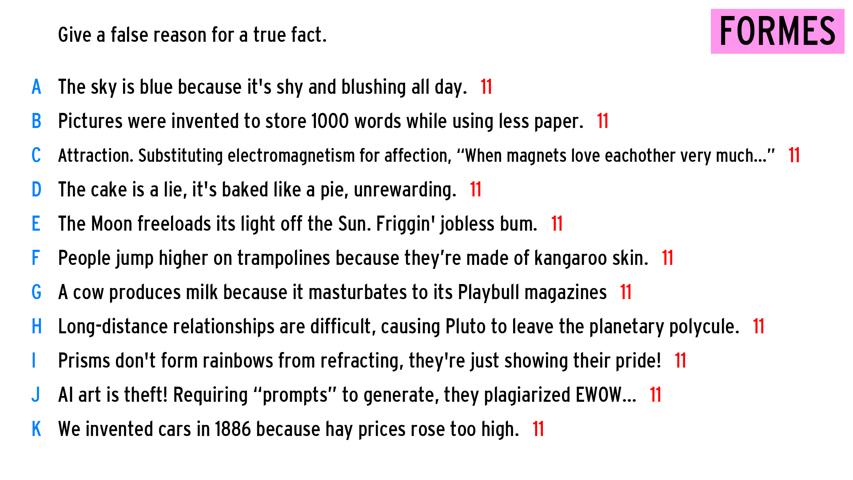 Give a false reason for a true fact.
FORMES
A The sky is blue because it's shy and blushing all day. 11
B Pictures were invented to store 1000 words while using less paper. 11
C Attraction. Substituting electromagnetism for affection, “When magnets love eachother very much...” 11
D The cake is a lie, it's baked like a pie, unrewarding. 11
E The Moon freeloads its light off the Sun. Friggin' jobless bum. 11
F People jump higher on trampolines because they’re made of kangaroo skin. 11
G A cow produces milk because it masturbates to its Playbull magazines 11
H Long-distance relationships are difficult, causing Pluto to leave the planetary polycule. 11
I Prisms don't form rainbows from refracting, they're just showing their pride! 11
J AI art is theft! Requiring “prompts” to generate, they plagiarized EWOW... 11
K We invented cars in 1886 because hay prices rose too high. 11